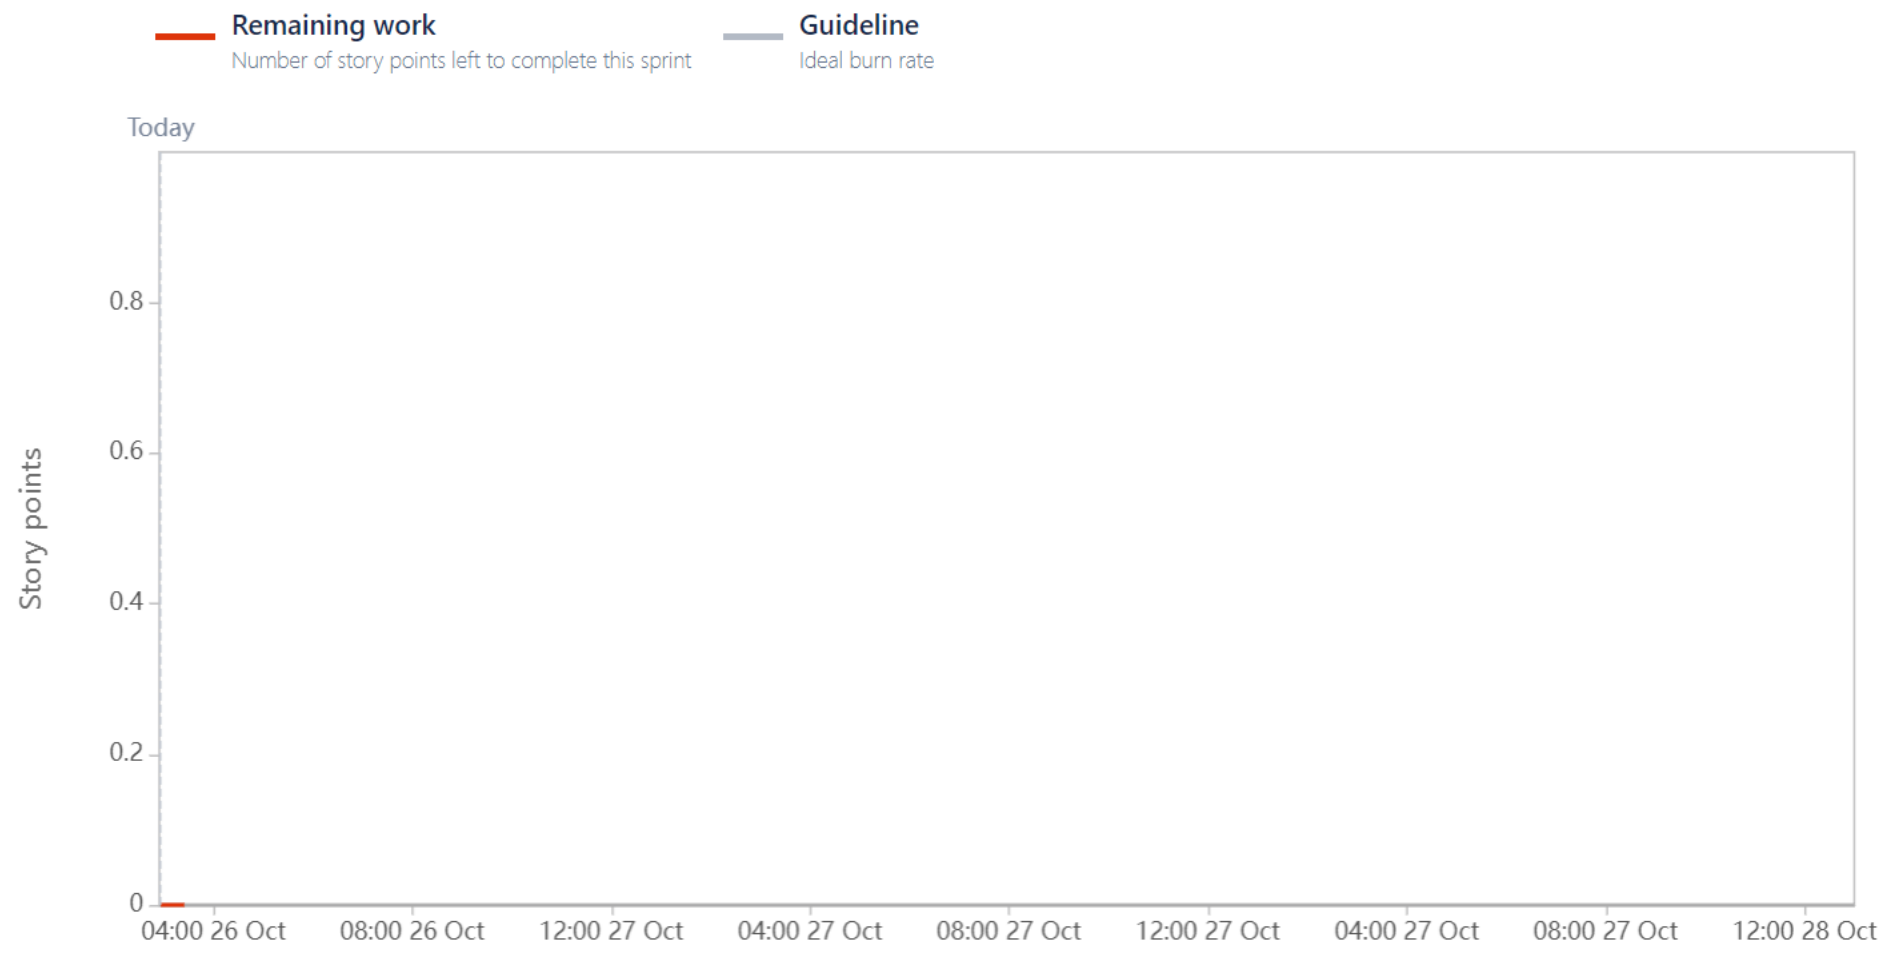 Remaining work
Number of story points left to complete this sprint
Guideline
Ideal burn rate
Today
Story points
0.8
0.6
0.4
0.2
0
04:00 26 Oct
08:00 26 Oct
12:00 27 Oct
04:00 27 Oct
08:00 27 Oct
12:00 27 Oct
04:00 27 Oct
08:00 27 Oct
12:00 28 Oct